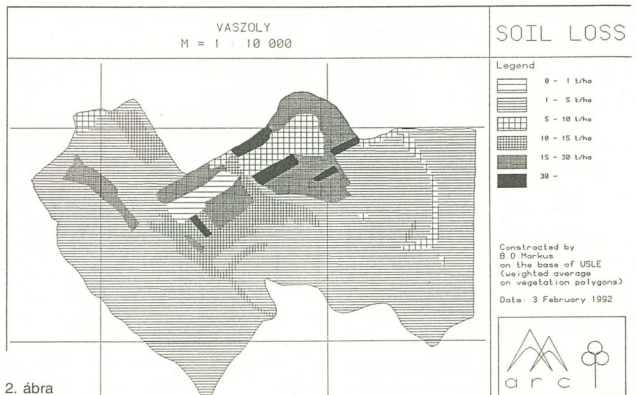 VASZOLY
M = 1 : 10 000
SOIL LOSS
Legend
0 - 1 t/ha
1 - 5 t/ha
5 - 10 t/ha
10 - 15 t/ha
15 - 30 t/ha
30 -
Constracted by
B.D Markus
on the base of USLE
(weighted average
on vegetation polygons)
Date: 3 February 1992
arc
2. ábra